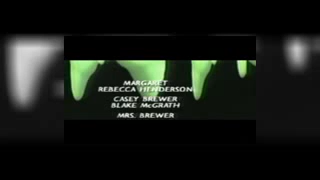 MARGARET
REBECCA HENDERSON
CASEY BREWER
BLAKE McGRATH
MRS. BREWER